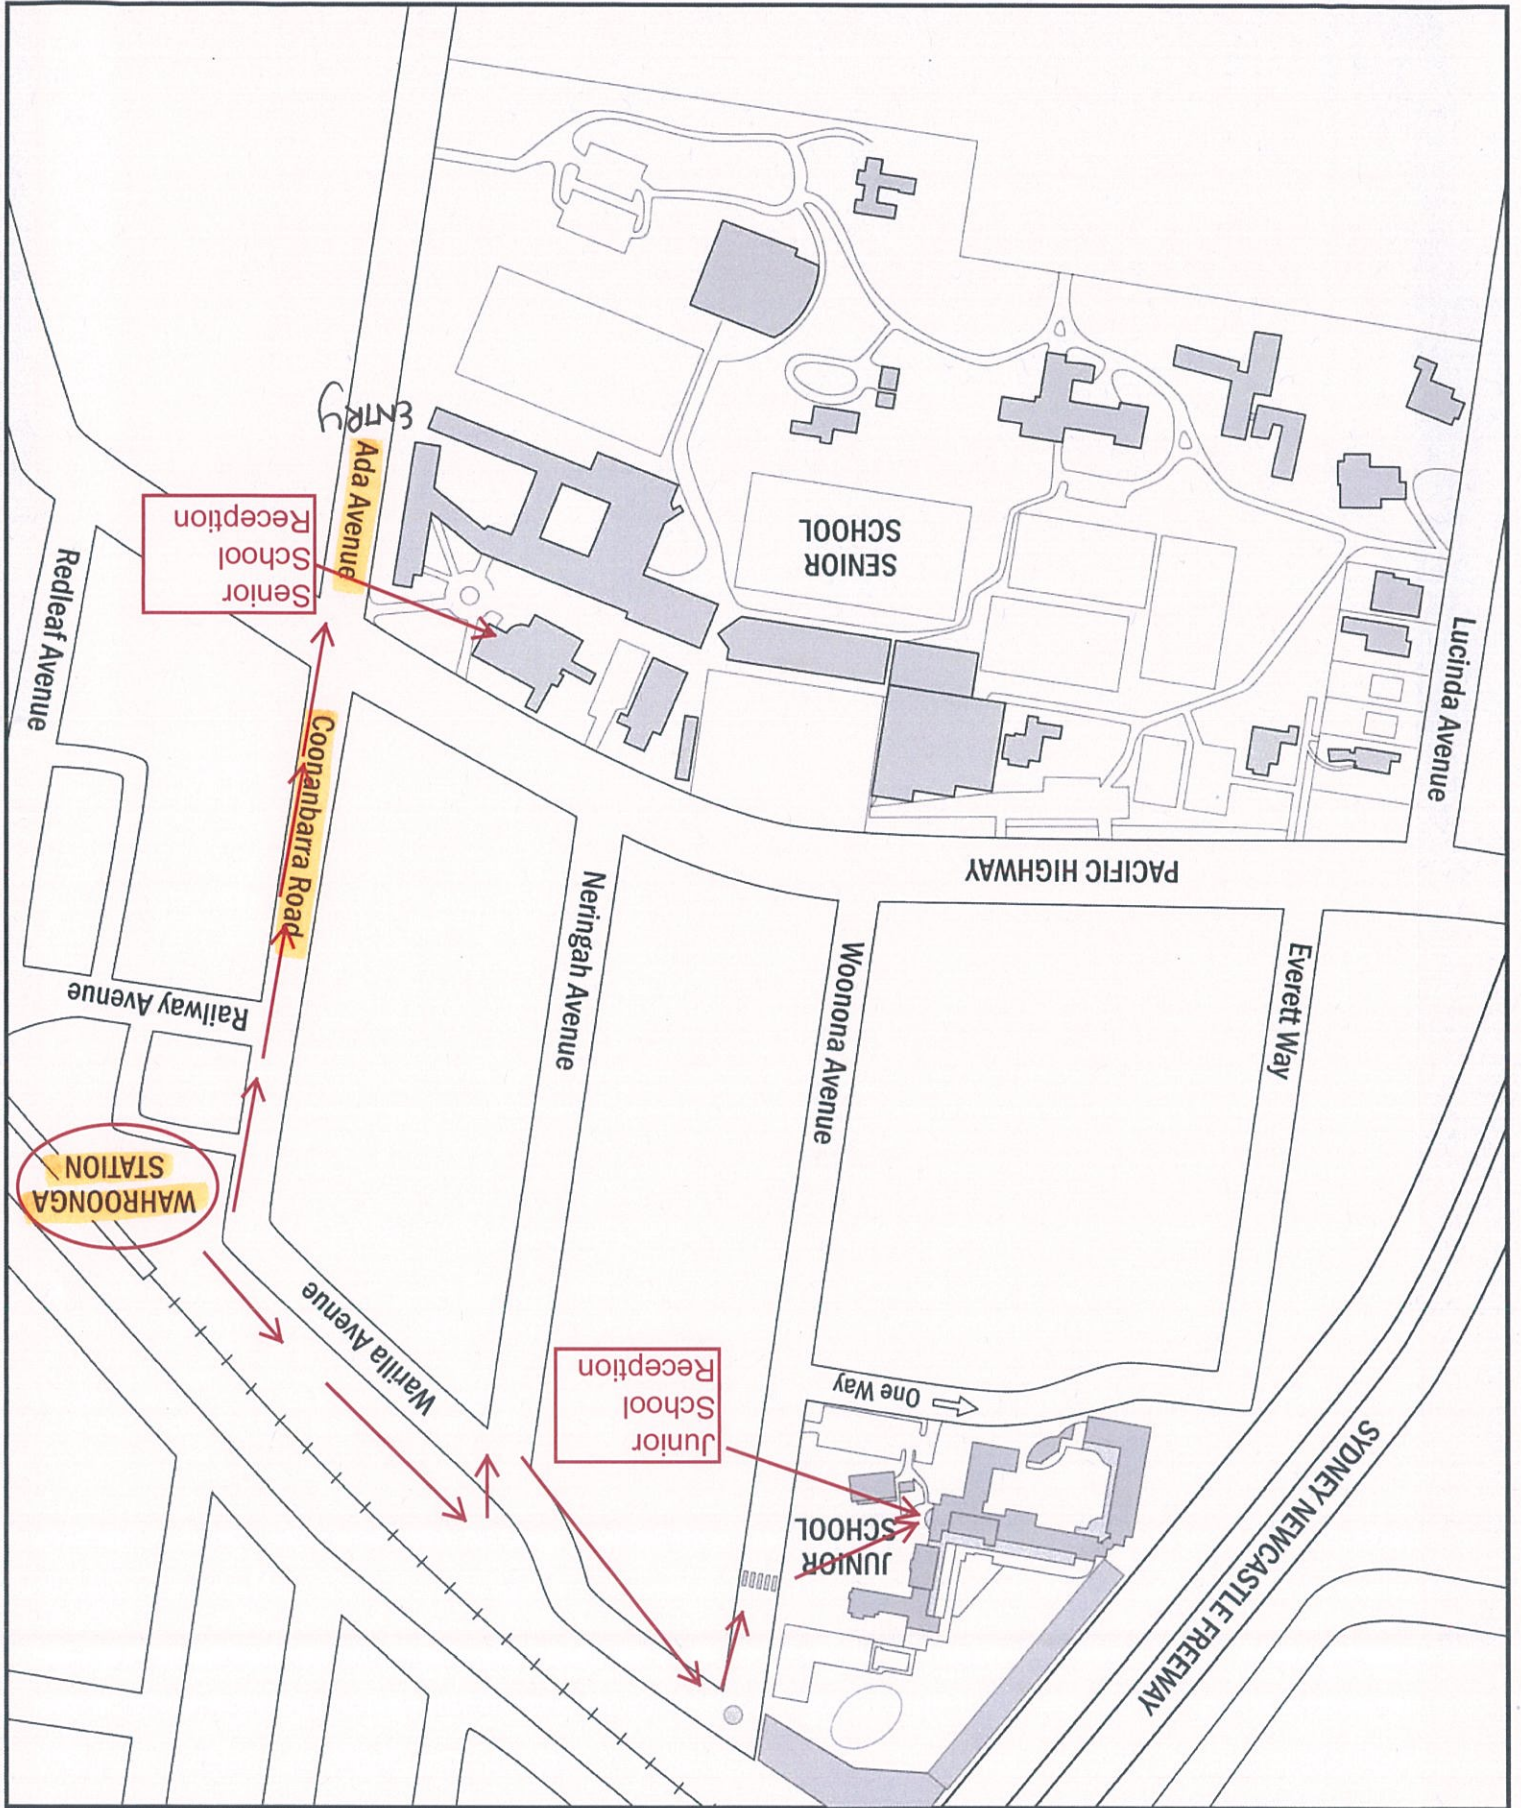 SYDNEY NEWCASTLE FREEWAY
JUNIOR
SCHOOL
Junior
School
Reception
One Way
Warilla Avenue
WAHROONGA
STATION
Everett Way
Woonona Avenue
Neringah Avenue
Railway Avenue
Coonanbarra Road
PACIFIC HIGHWAY
Lucinda Avenue
Redleaf Avenue
Senior
School
Reception
SENIOR
SCHOOL
Ada Avenue
ENTRY